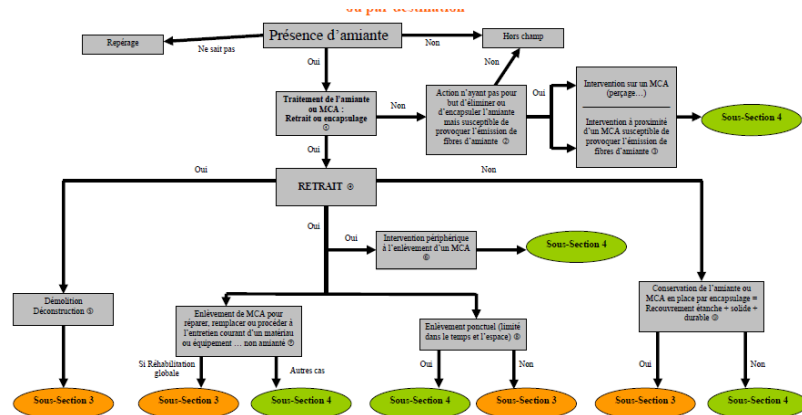 ou par destination
Repérage
Ne sait pas
Présence d'amiante
Non
Hors champ
Oui
Non
Traitement de l'amiante
ou MCA :
Retrait ou encapsulage
①
Non
Action n'ayant pas pour
but d'éliminer ou
d'encapsuler l'amiante
mais susceptible de
provoquer l'émission de
fibres d'amiante ②
Oui
Intervention sur un MCA
(perçage…)
Intervention à proximité
d'un MCA susceptible de
provoquer l'émission de
fibres d'amiante ③
Sous-Section 4
Oui
Oui
RETRAIT ④
Non
Oui
Oui
Intervention périphérique
à l'enlèvement d'un MCA
⑥
Sous-Section 4
Démolition
Déconstruction ⑤
Enlèvement de MCA pour
réparer, remplacer ou procéder à
l'entretien courant d'un matériau
ou équipement … non amianté ⑦
Enlèvement ponctuel (limité
dans le temps et l'espace)
Conservation de l'amiante ou
MCA en place par encapsulage =
Recouvrement étanche + solide +
durable
Si Réhabilitation
globale
Autres cas
Oui
Non
Oui
Non
Sous-Section 3
Sous-Section 3
Sous-Section 4
Sous-Section 4
Sous-Section 3
Sous-Section 3
Sous-Section 4